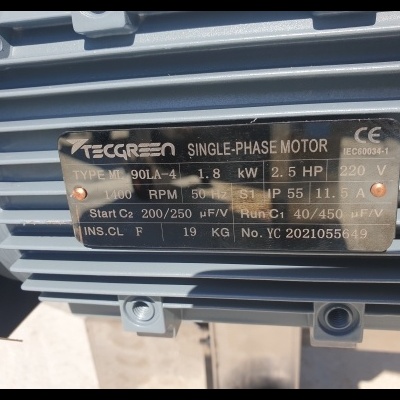 TECGREEN SINGLE-PHASE MOTOR CE
IEC60034-1
TYPE ML 90LA-4 1.8 kW 2.5 HP 220 V
1400 RPM 50 Hz S1 IP 55 11.5 A
Start C2 200/250 μF/V Run C1 40/450 μF/V
INS.CL F 19 KG No. YC 2021055649